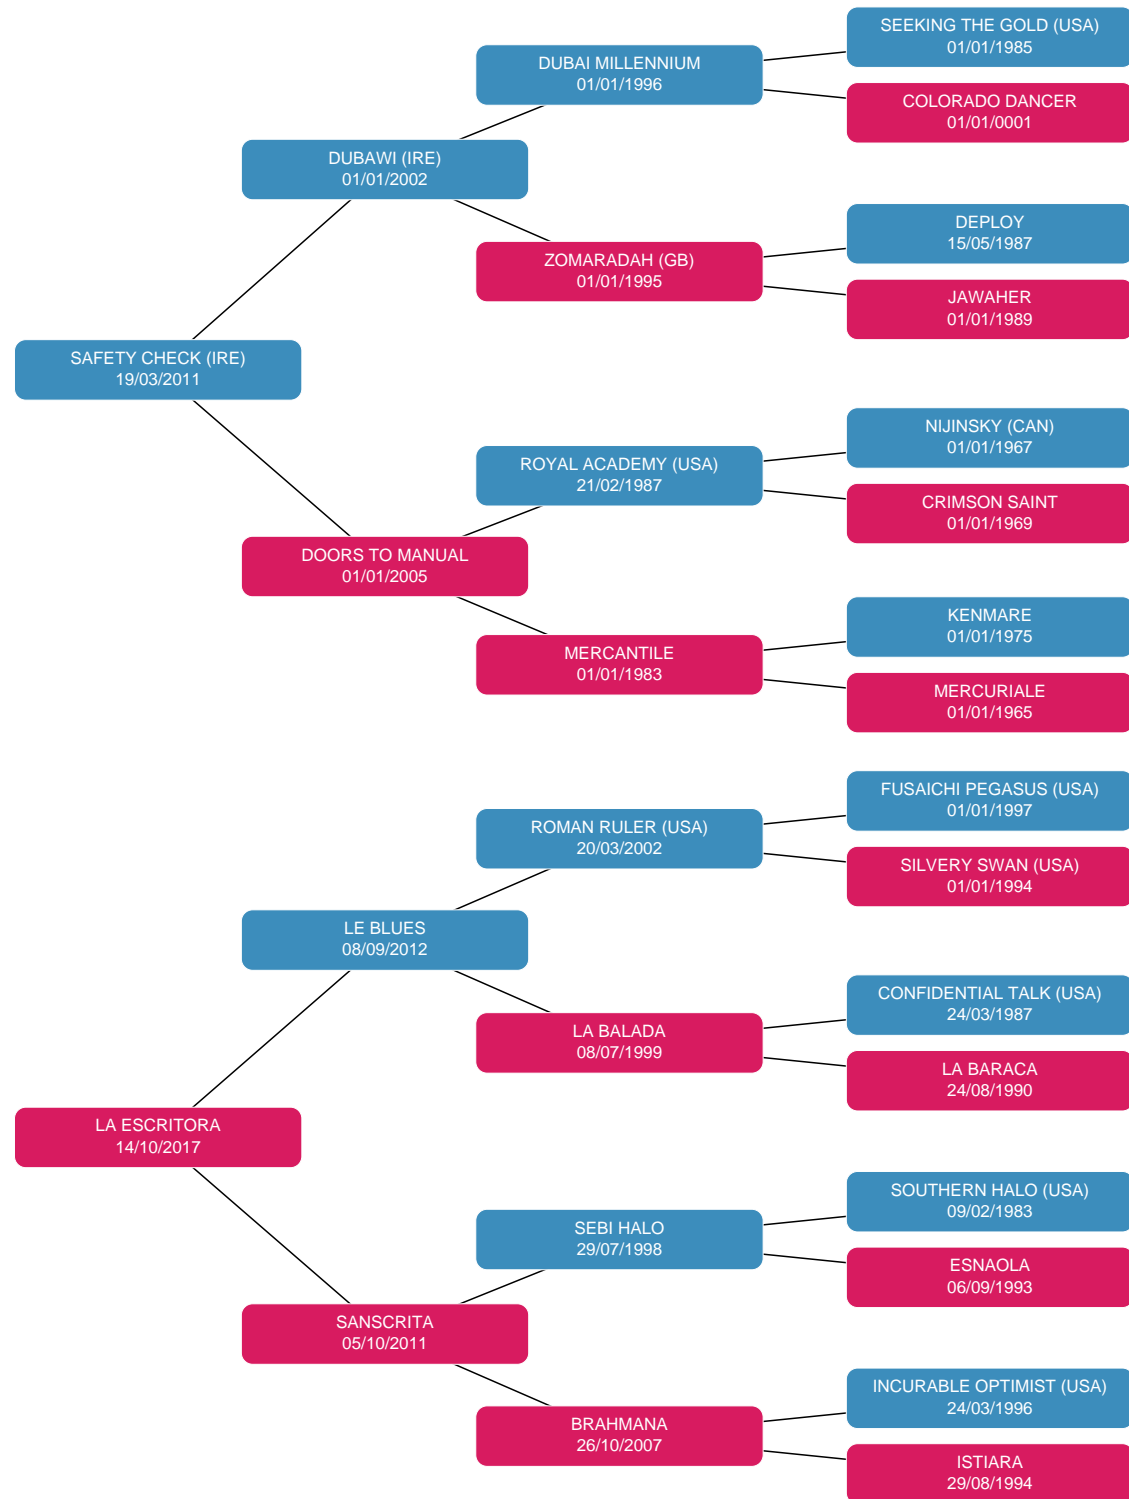 SEEKING THE GOLD (USA)
01/01/1985
DUBAI MILLENNIUM
01/01/1996
COLORADO DANCER
01/01/0001
DUBAWI (IRE)
01/01/2002
DEPLOY
15/05/1987
ZOMARADAH (GB)
01/01/1995
JAWAHER
01/01/1989
SAFETY CHECK (IRE)
19/03/2011
NIJINSKY (CAN)
01/01/1967
ROYAL ACADEMY (USA)
21/02/1987
CRIMSON SAINT
01/01/1969
DOORS TO MANUAL
01/01/2005
KENMARE
01/01/1975
MERCANTILE
01/01/1983
MERCURIALE
01/01/1965
FUSAICHI PEGASUS (USA)
01/01/1997
ROMAN RULER (USA)
20/03/2002
SILVERY SWAN (USA)
01/01/1994
LE BLUES
08/09/2012
CONFIDENTIAL TALK (USA)
24/03/1987
LA BALADA
08/07/1999
LA BARACA
24/08/1990
LA ESCRITORA
14/10/2017
SOUTHERN HALO (USA)
09/02/1983
SEBI HALO
29/07/1998
ESNAOLA
06/09/1993
SANSCRITA
05/10/2011
INCURABLE OPTIMIST (USA)
24/03/1996
BRAHMANA
26/10/2007
ISTIARA
29/08/1994